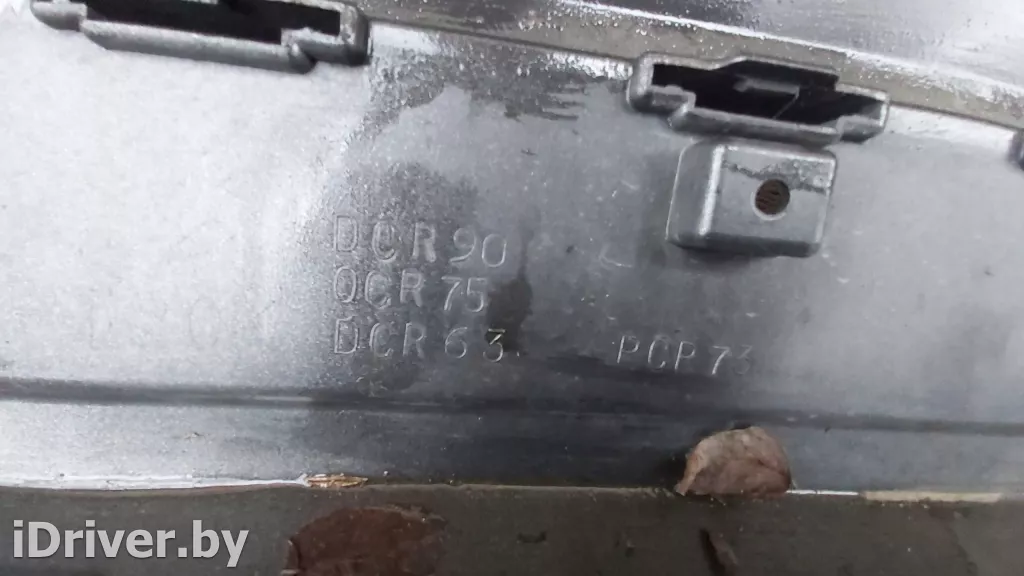 DCR90
QCR75
DCR63 PCP73
iDriver.by